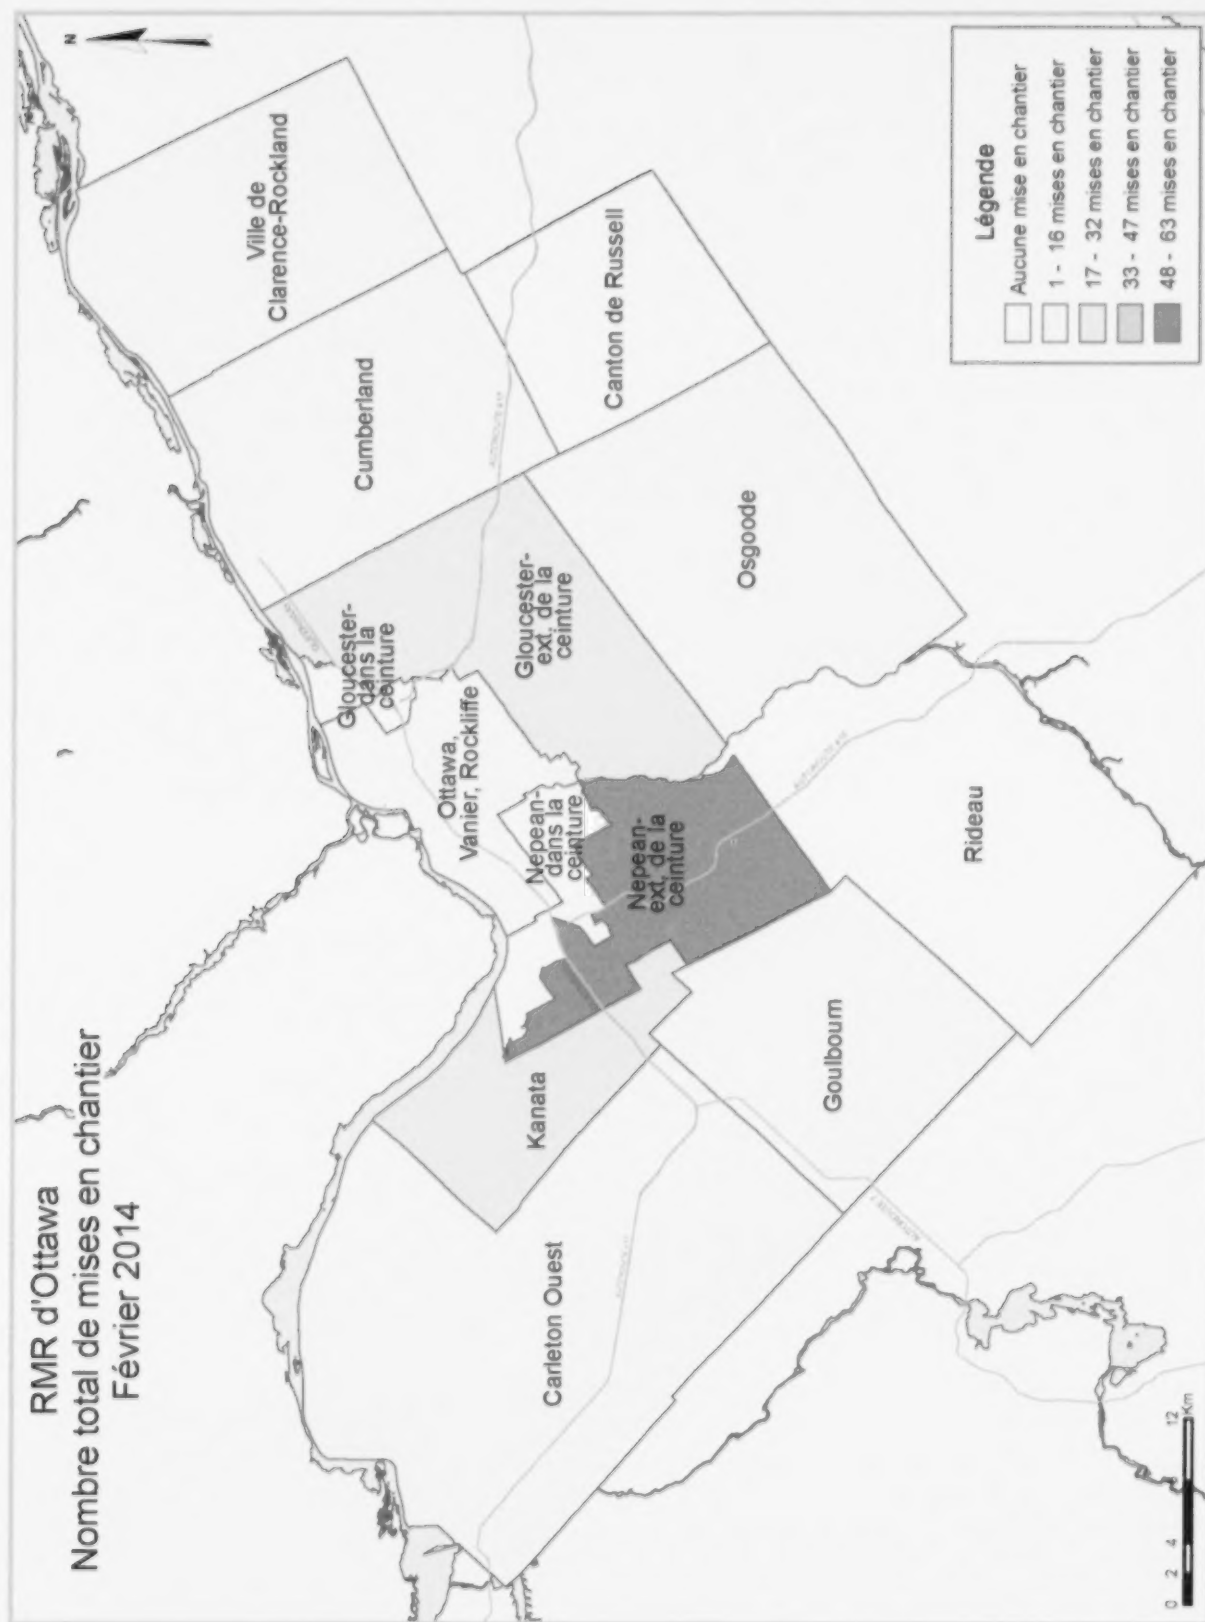 RMR d'Ottawa
Nombre total de mises en chantier
Février 2014
N
Ville de
Clarence-Rockland
Cumberland
Canton de Russell
Gloucester-
dans la
ceinture
Gloucester-
ext. de la
ceinture
Ottawa,
Vanier, Rockliffe
Osgoode
Nepean-
dans la
ceinture
Nepean-
ext. de la
ceinture
Kanata
Rideau
Goulbourn
Carleton Ouest
Légende
Aucune mise en chantier
1 - 16 mises en chantier
17 - 32 mises en chantier
33 - 47 mises en chantier
48 - 63 mises en chantier
0 2 4 8 12
Km